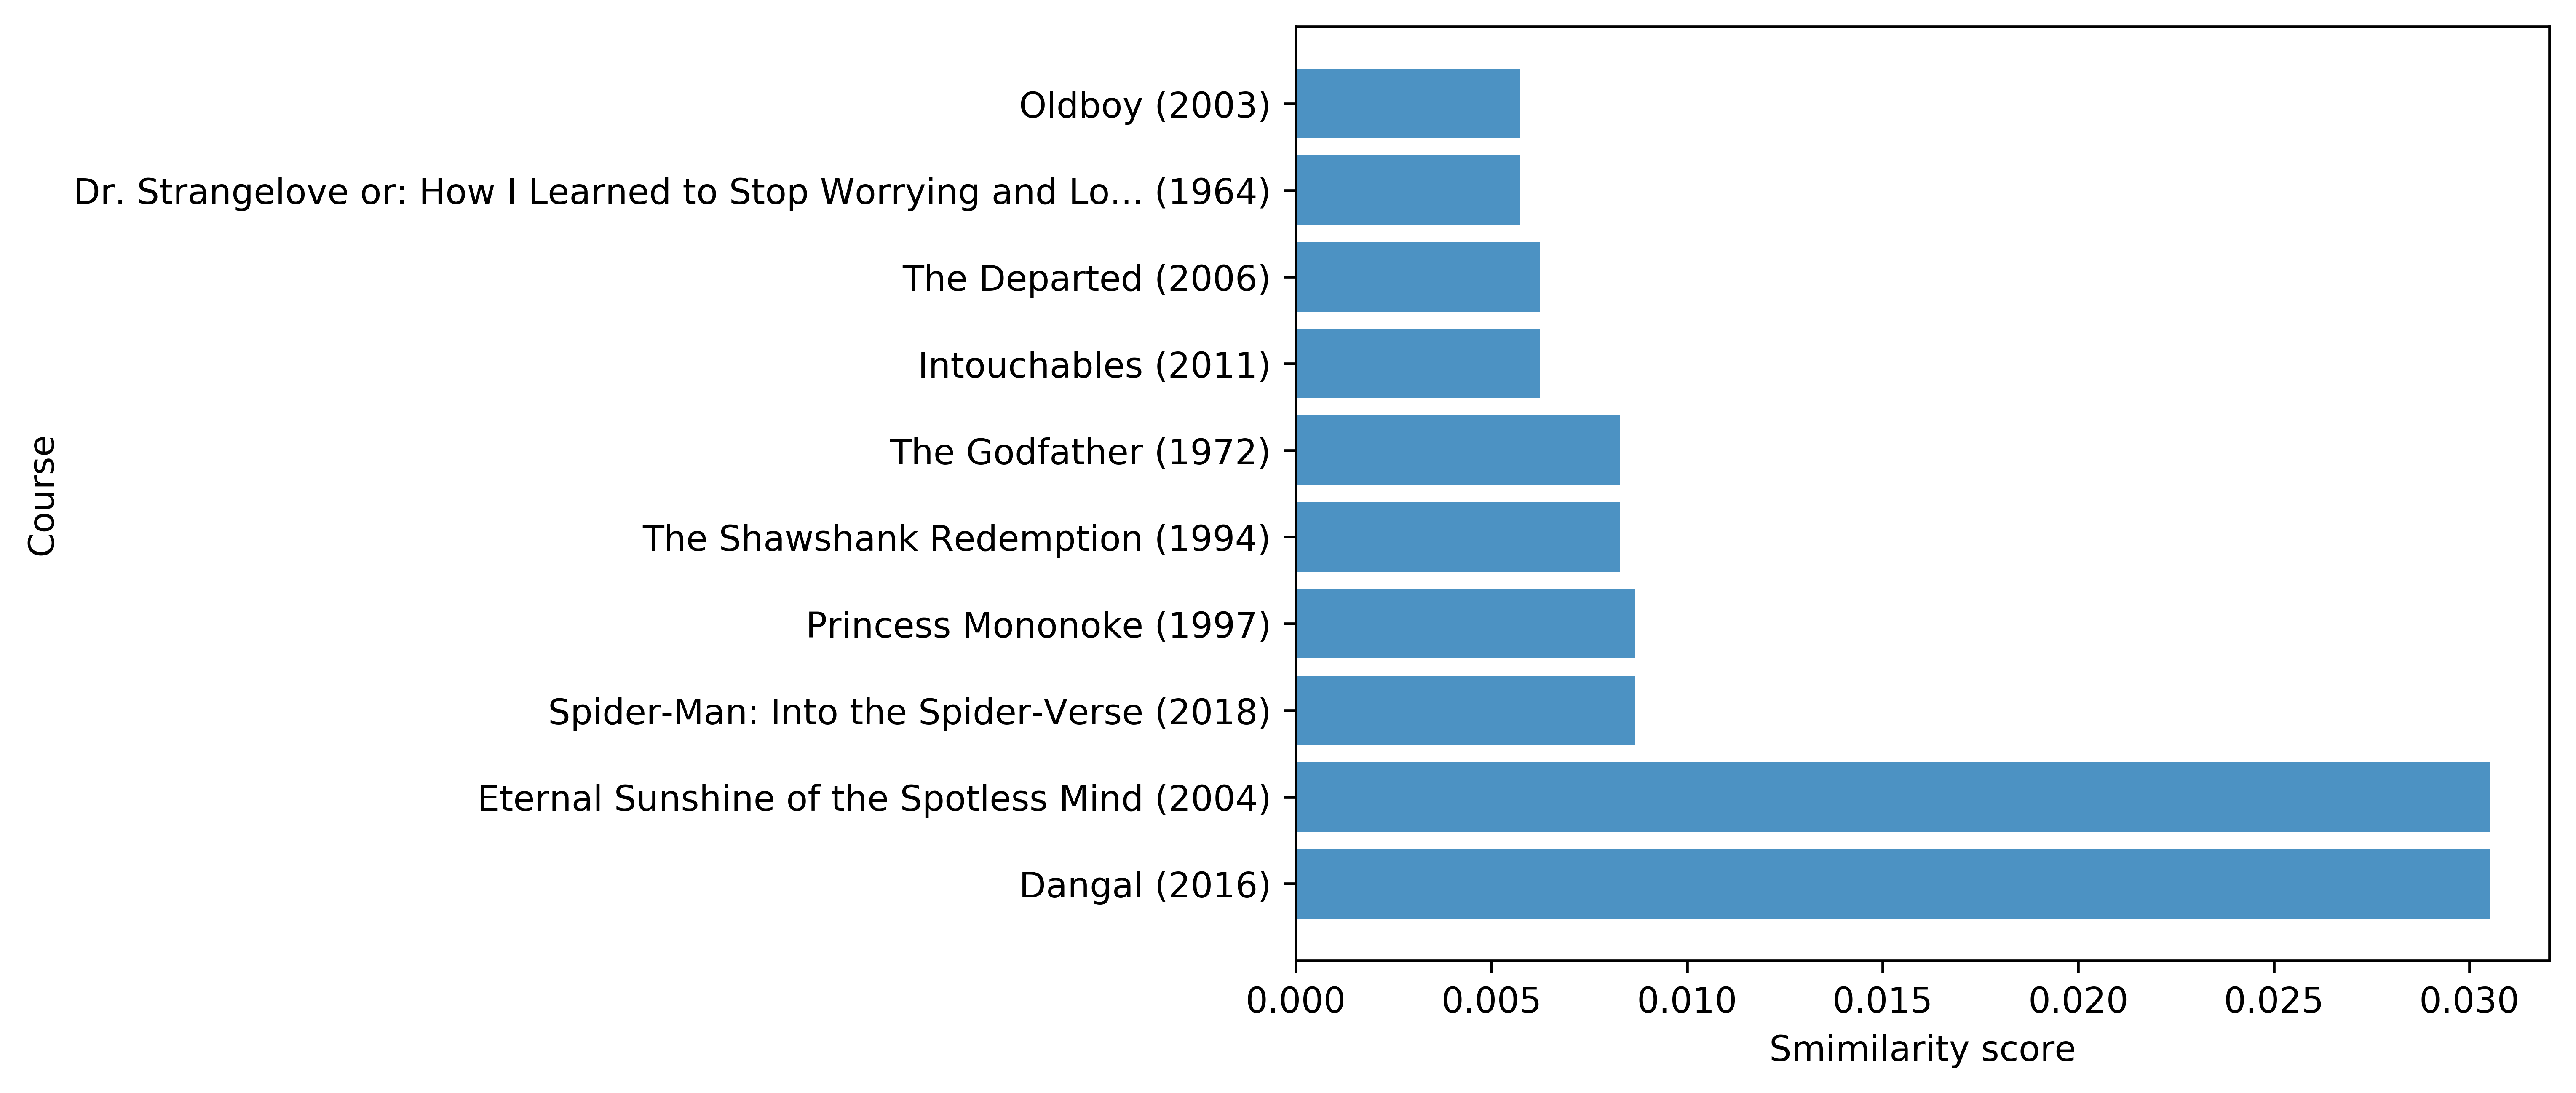 Oldboy (2003)
Dr. Strangelove or: How I Learned to Stop Worrying and Lo... (1964)
The Departed (2006)
Intouchables (2011)
The Godfather (1972)
The Shawshank Redemption (1994)
Princess Mononoke (1997)
Spider-Man: Into the Spider-Verse (2018)
Eternal Sunshine of the Spotless Mind (2004)
Dangal (2016)
Course
0.000 0.005 0.010 0.015 0.020 0.025 0.030
Smimilarity score